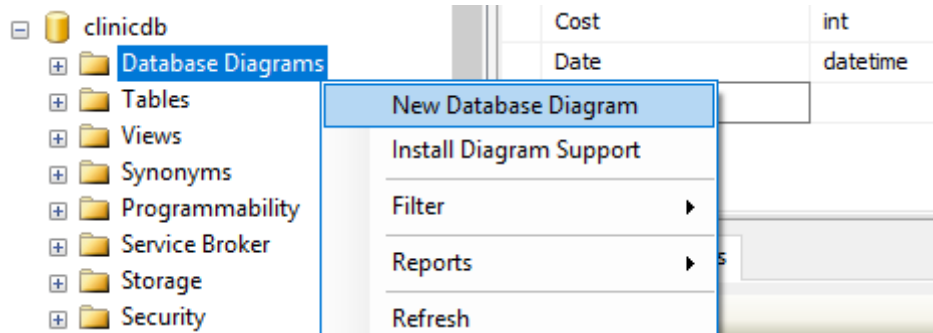 clinicdb
Database Diagrams
Tables
Views
Synonyms
Programmability
Service Broker
Storage
Security
New Database Diagram
Install Diagram Support
Filter
Reports
Refresh
Cost int
Date datetime
s